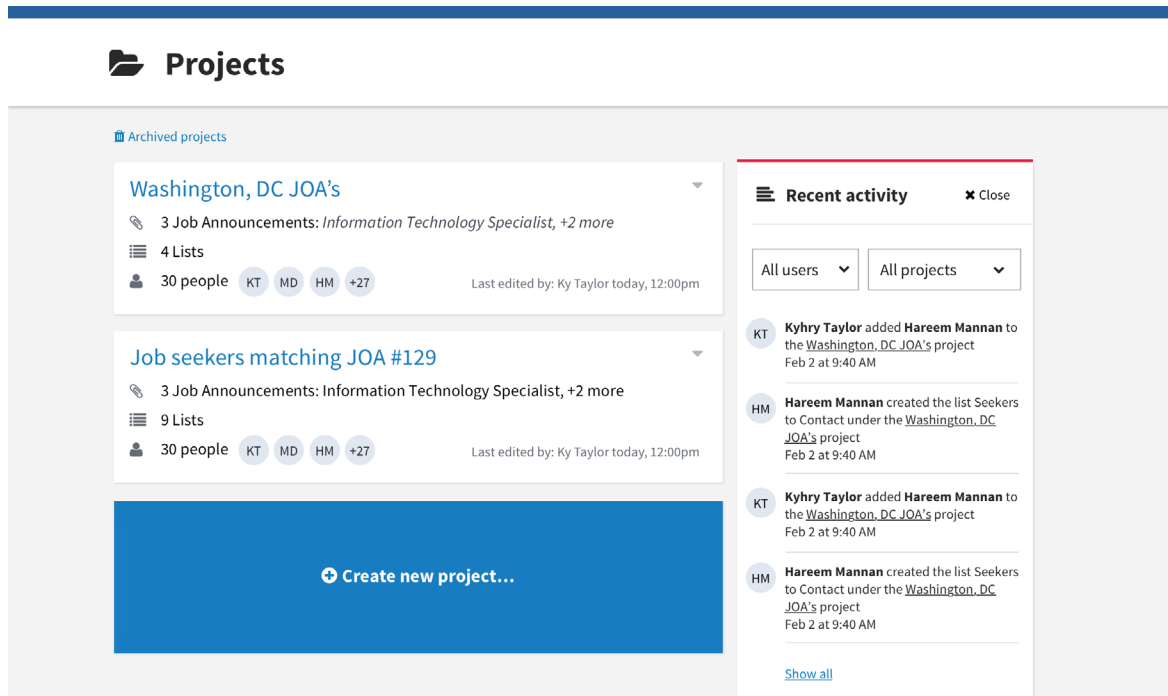 Projects
Archived projects
Washington, DC JOA’s
3 Job Announcements: Information Technology Specialist, +2 more
4 Lists
30 people KT MD HM +27
Last edited by: Ky Taylor today, 12:00pm
Job seekers matching JOA #129
3 Job Announcements: Information Technology Specialist, +2 more
9 Lists
30 people KT MD HM +27
Last edited by: Ky Taylor today, 12:00pm
Create new project...
Recent activity
Close
All users
All projects
KT
Kyhry Taylor added Hareem Mannan to
the Washington, DC JOA’s project
Feb 2 at 9:40 AM
HM
Hareem Mannan created the list Seekers
to Contact under the Washington, DC
JOA’s project
Feb 2 at 9:40 AM
KT
Kyhry Taylor added Hareem Mannan to
the Washington, DC JOA’s project
Feb 2 at 9:40 AM
HM
Hareem Mannan created the list Seekers
to Contact under the Washington, DC
JOA’s project
Feb 2 at 9:40 AM
Show all